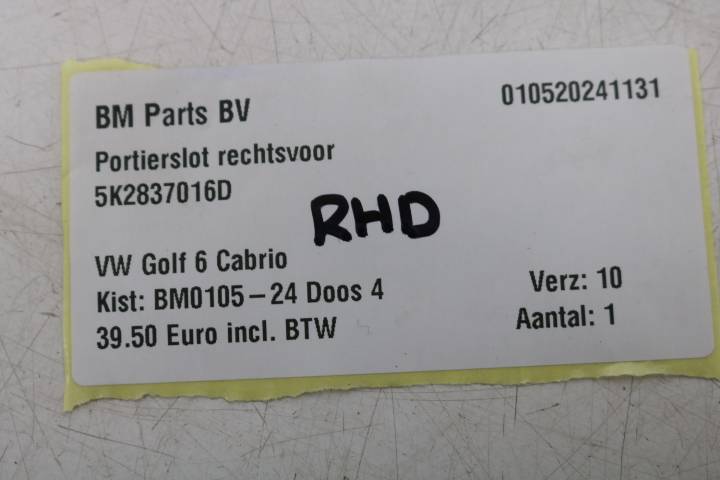 BM Parts BV
010520241131
Portierslot rechtsvoor
5K2837016D
RHD
VW Golf 6 Cabrio
Kist: BM0105-24 Doos 4
Verz: 10
39.50 Euro incl. BTW
Aantal: 1